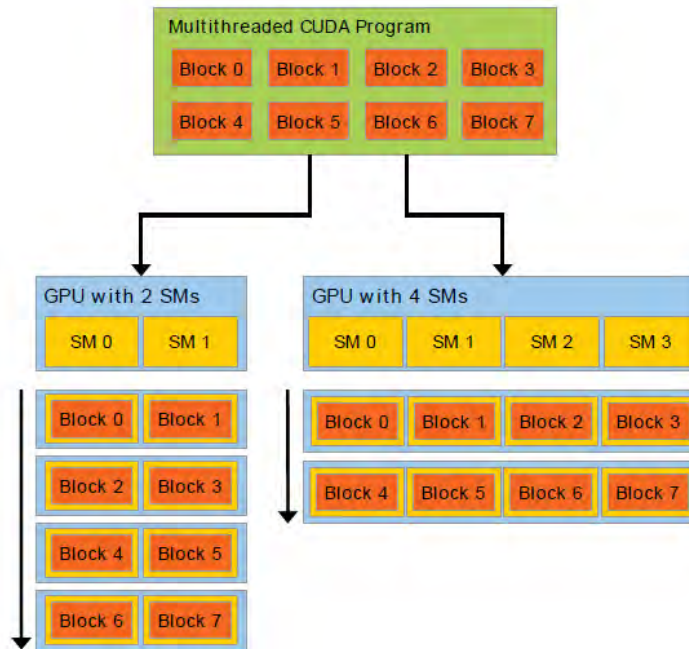 Multithreaded CUDA Program
Block 0 Block 1 Block 2 Block 3
Block 4 Block 5 Block 6 Block 7
GPU with 2 SMs
SM 0 SM 1
Block 0 Block 1
Block 2 Block 3
Block 4 Block 5
Block 6 Block 7
GPU with 4 SMs
SM 0 SM 1 SM 2 SM 3
Block 0 Block 1 Block 2 Block 3
Block 4 Block 5 Block 6 Block 7